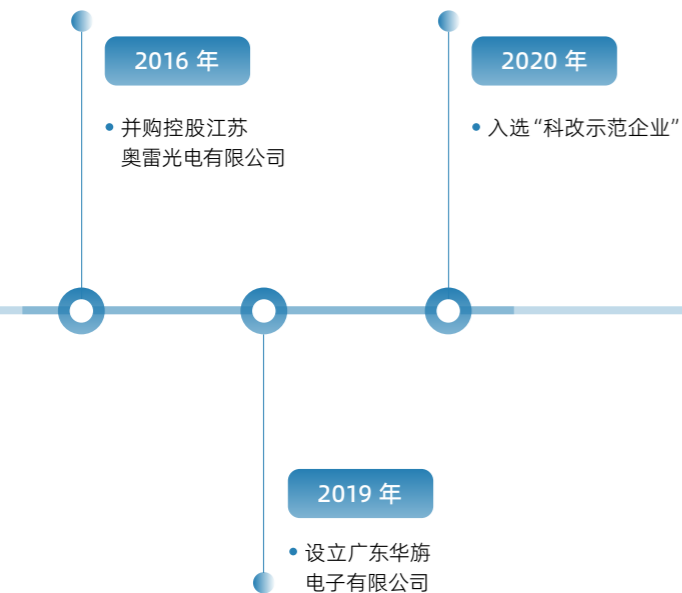 2016 年
• 并购控股江苏
奥雷光电有限公司
2020 年
• 入选“科改示范企业”
2019 年
• 设立广东华旃
电子有限公司